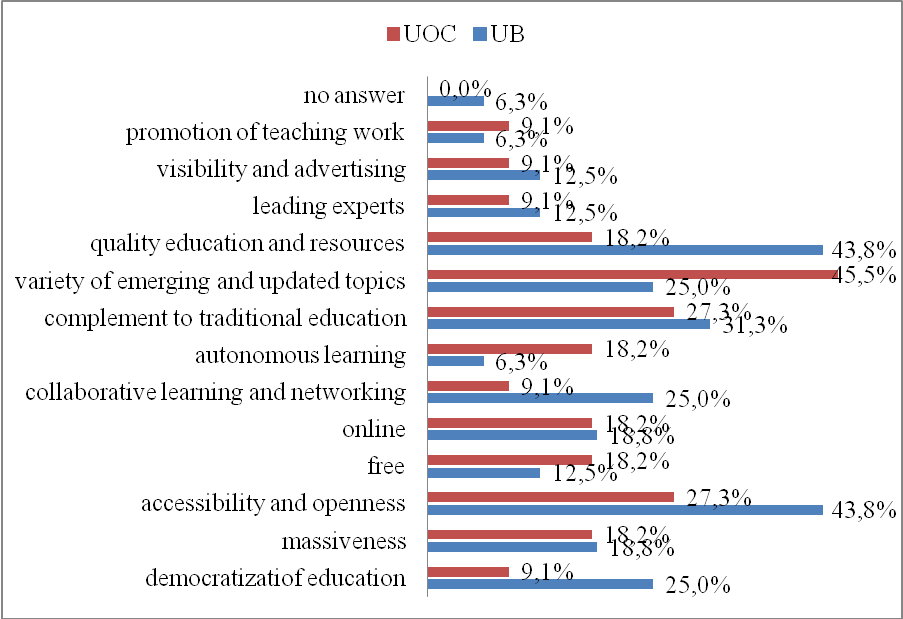 UOC UB
no answer 0,0% 6,3%
promotion of teaching work 9,1% 6,3%
visibility and advertising 9,1% 12,5%
leading experts 9,1% 12,5%
quality education and resources 18,2% 43,8%
variety of emerging and updated topics 45,5% 25,0%
complement to traditional education 27,3% 31,3%
autonomous learning 18,2% 6,3%
collaborative learning and networking 9,1% 25,0%
online 18,2% 18,8%
free 18,2% 12,5%
accessibility and openness 27,3% 43,8%
massiveness 18,2% 18,8%
democratizatiof education 9,1% 25,0%